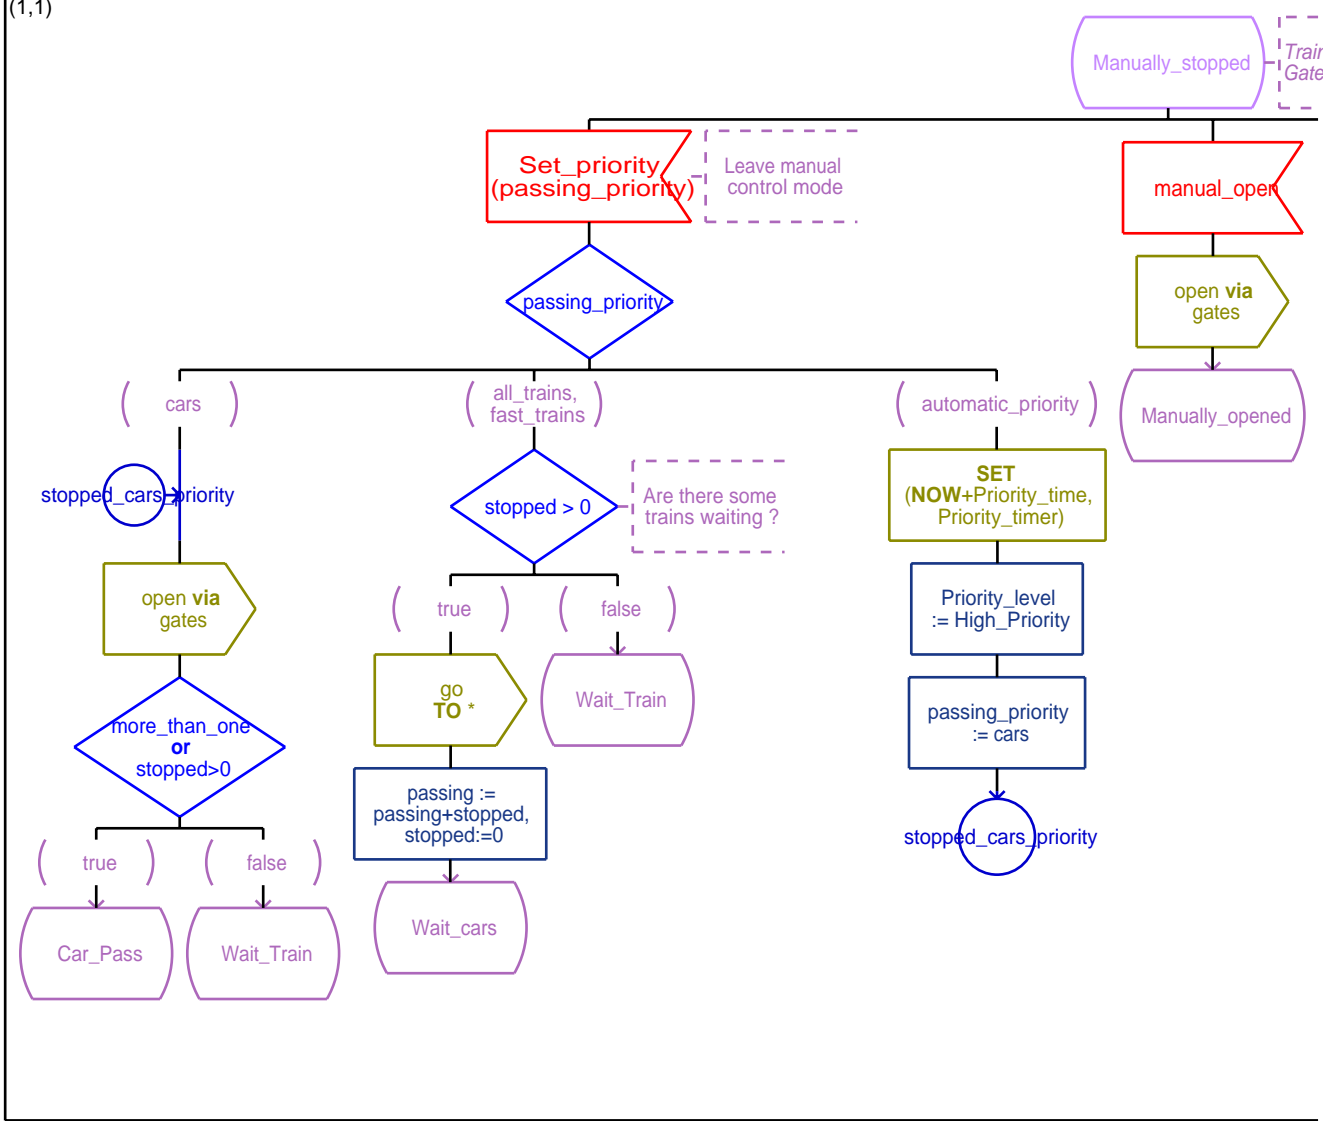 (1,1)
Manually_stopped
Train
Gate
Set_priority
(passing_priority)
Leave manual
control mode
manual_open
passing_priority
open via
gates
cars
all_trains,
fast_trains
automatic_priority
Manually_opened
stopped_cars_priority
stopped > 0
Are there some
trains waiting ?
SET
(NOW+Priority_time,
Priority_timer)
open via
gates
true
false
Priority_level
:= High_Priority
go
TO *
Wait_Train
passing_priority
:= cars
more_than_one
or
stopped>0
passing :=
passing+stopped,
stopped:=0
stopped_cars_priority
true
false
Wait_cars
Car_Pass
Wait_Train